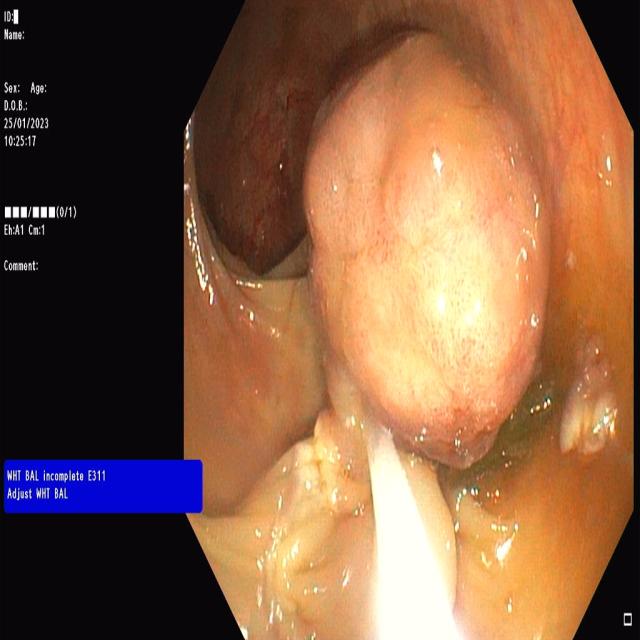 ID:
Name:
Sex: Age:
D.O.B.:
25/01/2023
10:25:17
■■■/■■■(0/1)
Eh:A1 Cm:1
Comment:
WHT BAL incomplete E311
Adjust WHT BAL